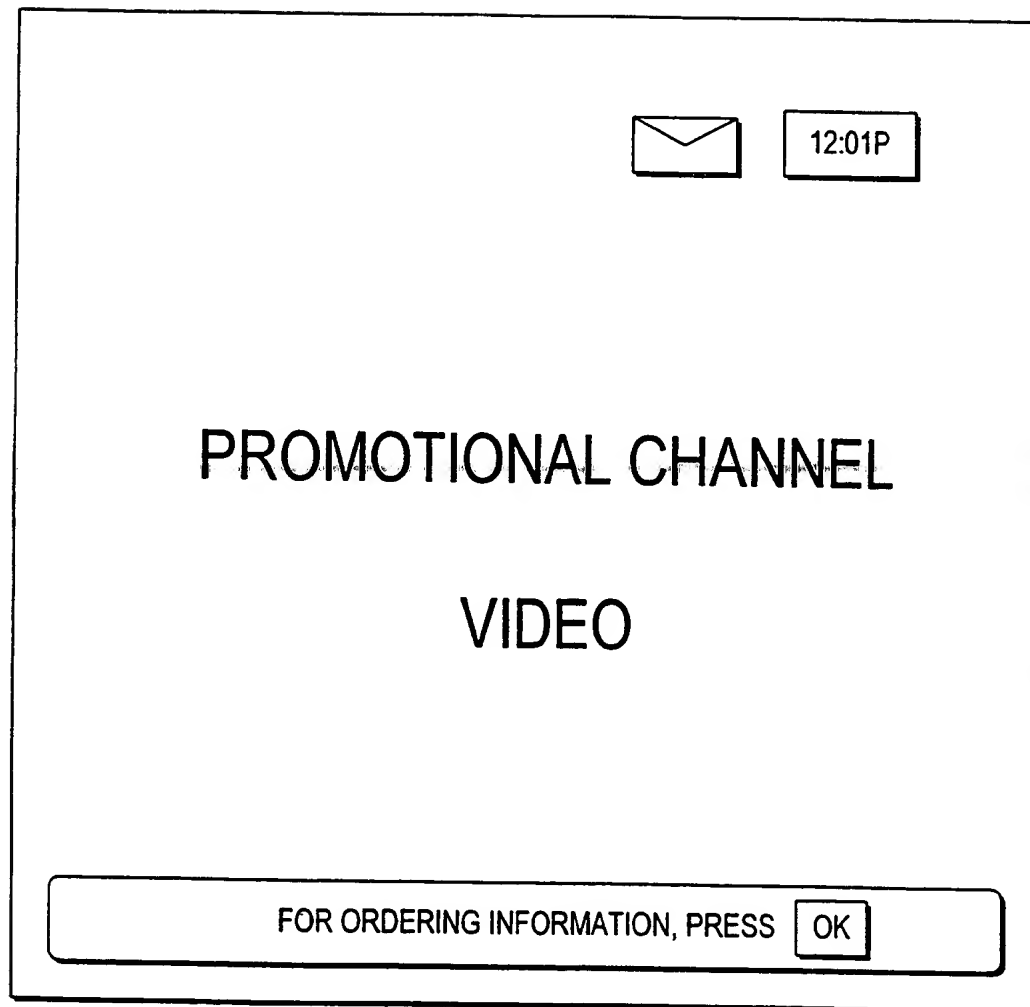 12:01P
PROMOTIONAL CHANNEL
VIDEO
FOR ORDERING INFORMATION, PRESS OK